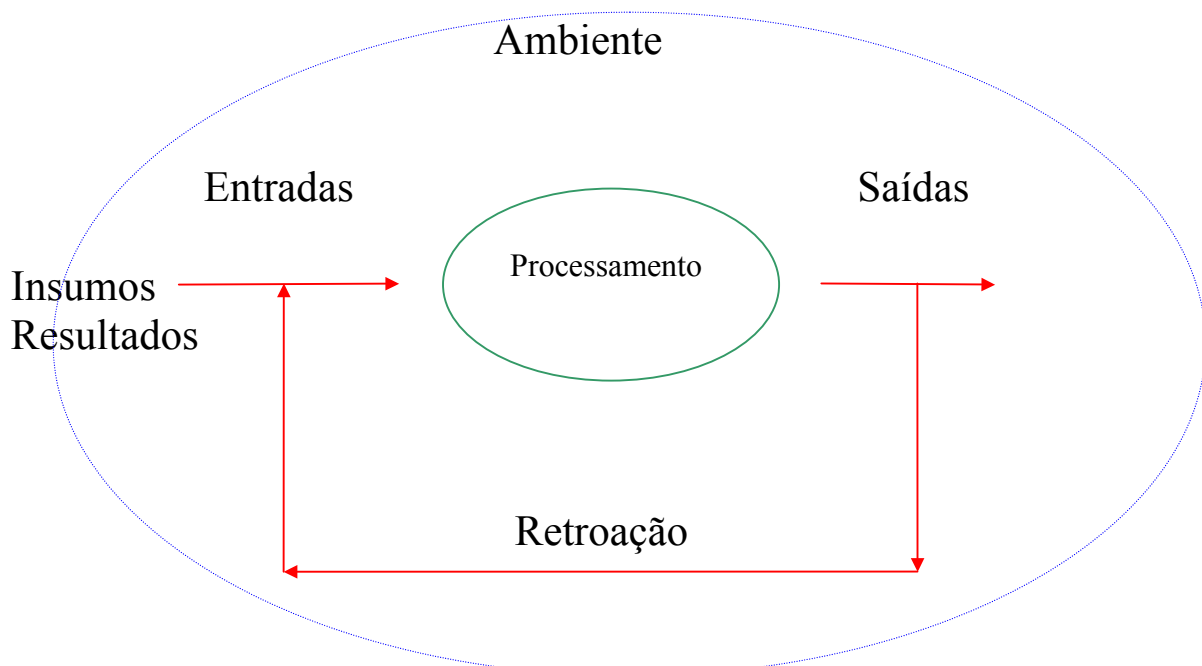 Ambiente
Entradas
Saídas
Processamento
Insumos
Resultados
Retroação